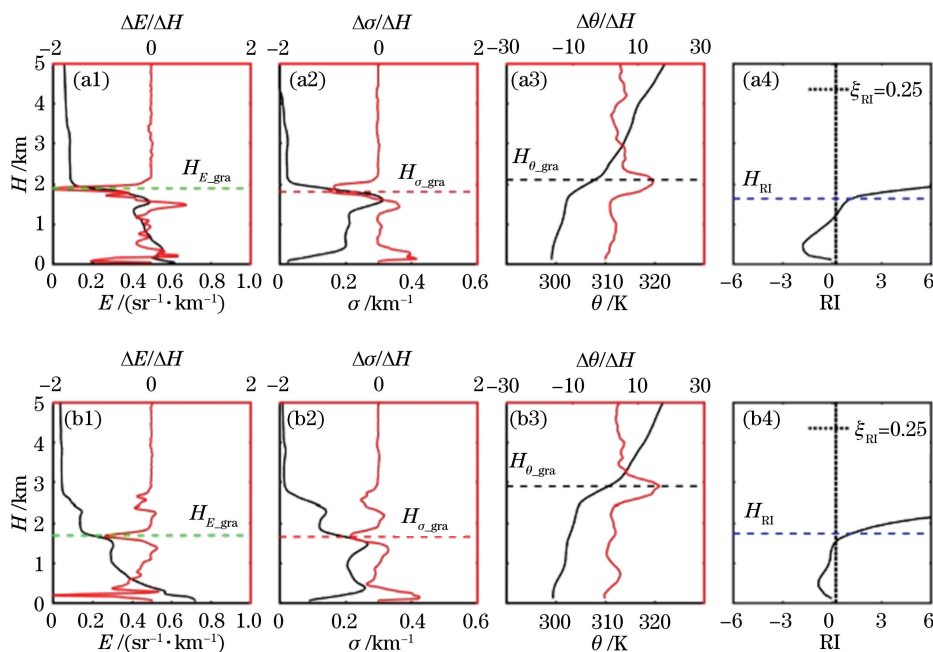 ΔE/ΔH Δσ/ΔH Δθ/ΔH
−2 0 2 −2 0 2 −30 −10 10 30
(a1) (a2) (a3) (a4)
5 4 3 2 1 0
H/km
H_E_gra H_σ_gra H_θ_gra H_RI
ξ_RI=0.25
0 0.2 0.4 0.6 0.8 1.0 0 0.2 0.4 0.6 300 310 320 −6 −3 0 3 6
E/(sr⁻¹·km⁻¹) σ/km⁻¹ θ/K RI
ΔE/ΔH Δσ/ΔH Δθ/ΔH
−2 0 2 −2 0 2 −30 −10 10 30
(b1) (b2) (b3) (b4)
5 4 3 2 1 0
H/km
H_E_gra H_σ_gra H_θ_gra H_RI
ξ_RI=0.25
0 0.2 0.4 0.6 0.8 1.0 0 0.2 0.4 0.6 300 310 320 −6 −3 0 3 6
E/(sr⁻¹·km⁻¹) σ/km⁻¹ θ/K RI